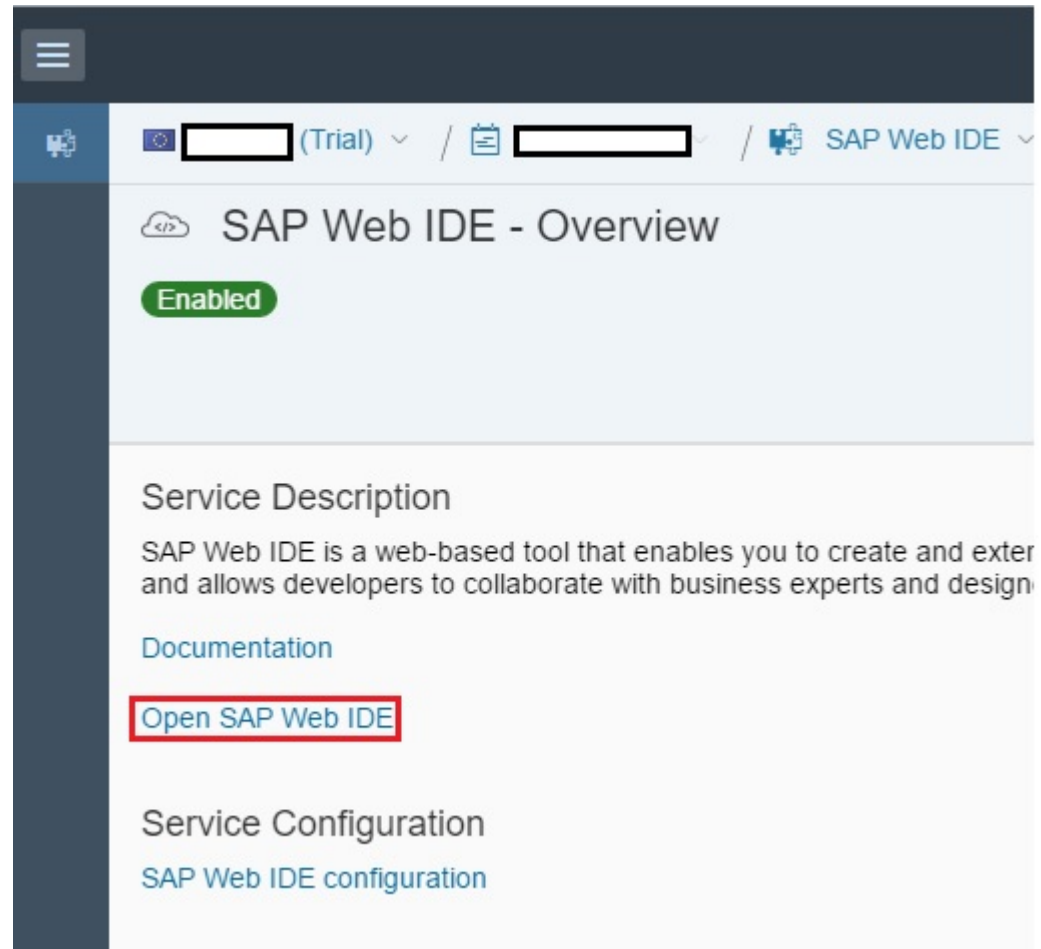 (Trial) / / SAP Web IDE
SAP Web IDE - Overview
Enabled
Service Description
SAP Web IDE is a web-based tool that enables you to create and exter
and allows developers to collaborate with business experts and design
Documentation
Open SAP Web IDE
Service Configuration
SAP Web IDE configuration